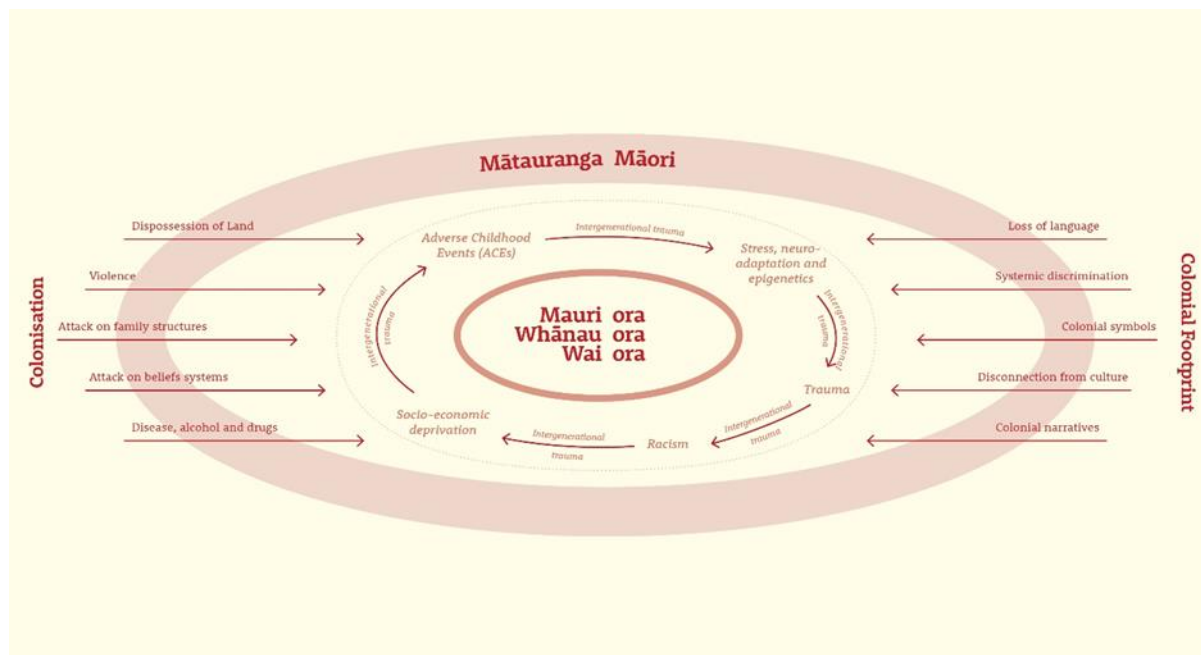 Mātauranga Māori
Colonisation
Dispossession of Land
Violence
Attack on family structures
Attack on beliefs systems
Disease, alcohol and drugs
Adverse Childhood
Events (ACEs)
Intergenerational trauma
Stress, neuro-
adaptation and
epigenetics
Intergenerational
trauma
Trauma
Intergenerational
trauma
Racism
Intergenerational
trauma
Socio-economic
deprivation
Intergenerational
trauma
Mauri ora
Whānau ora
Wai ora
Loss of language
Systemic discrimination
Colonial symbols
Disconnection from culture
Colonial narratives
Colonial Footprint